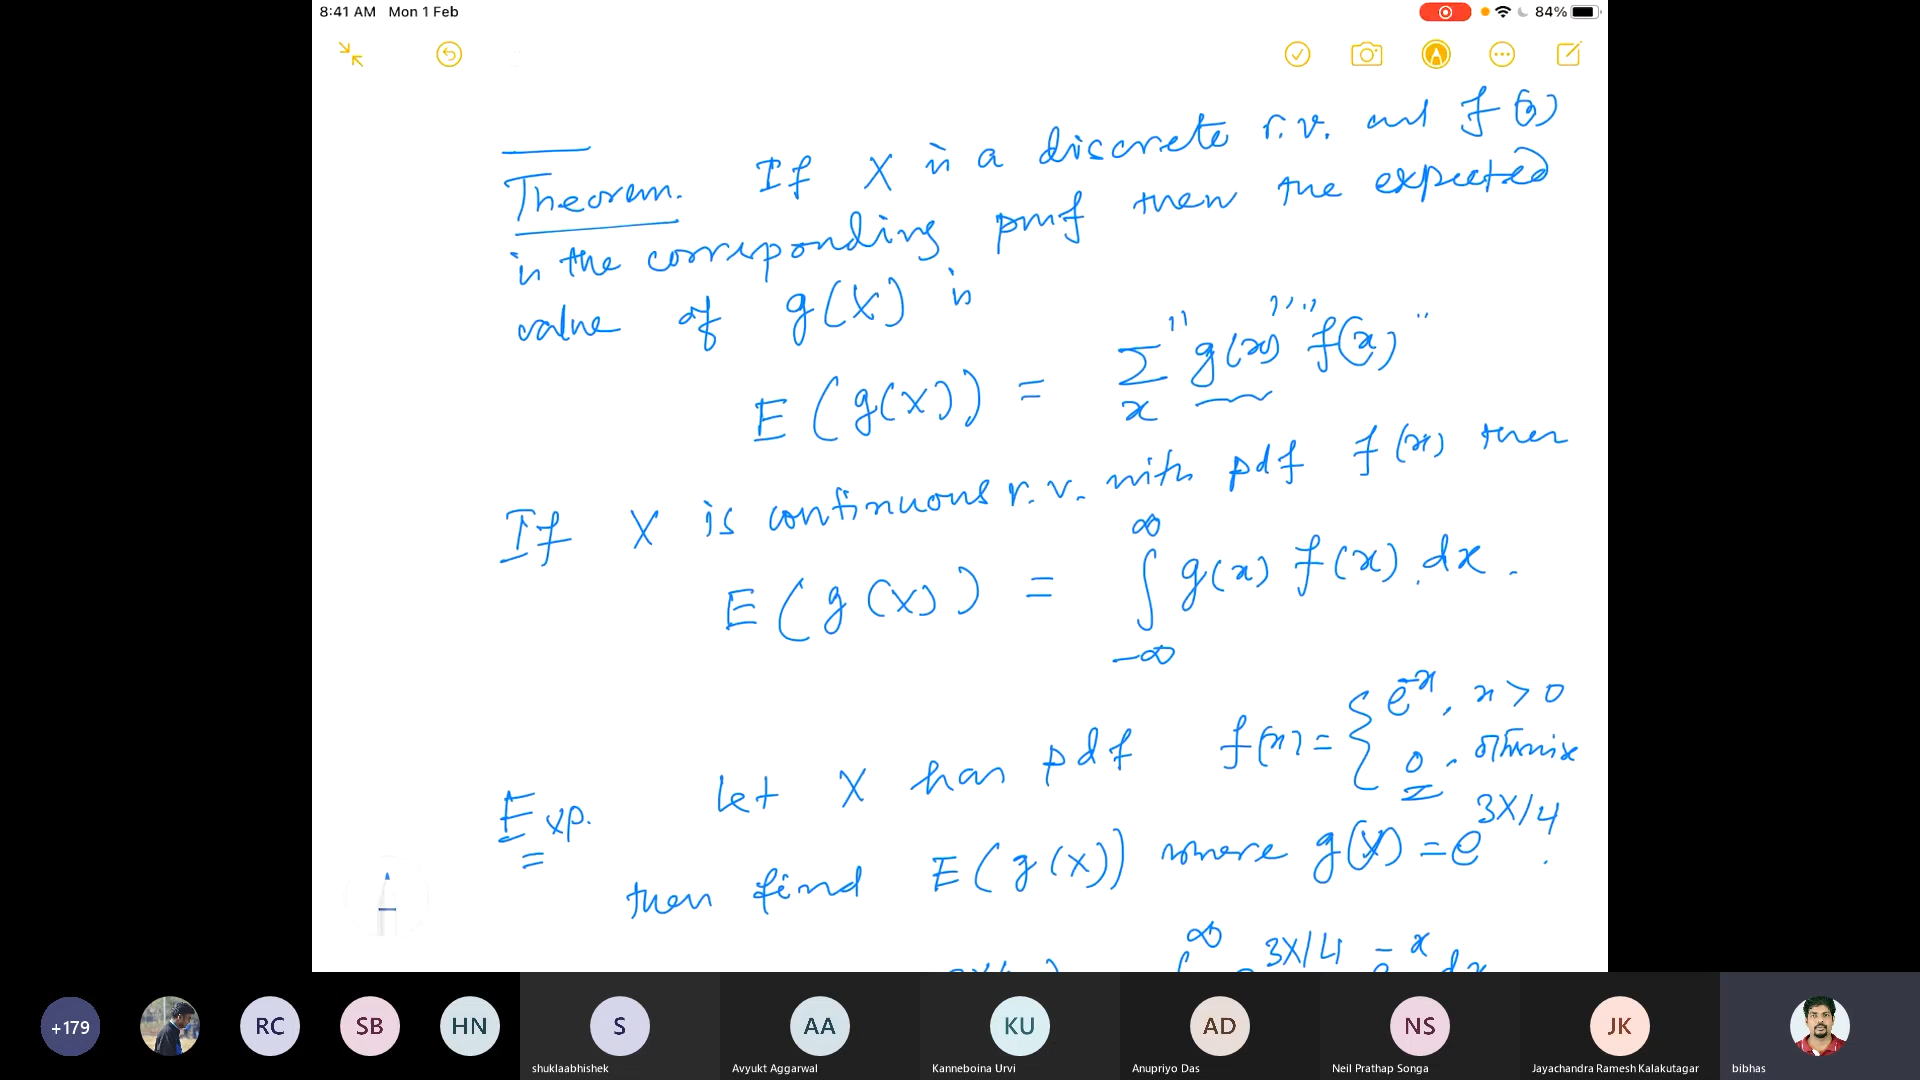 8:41 AM Mon 1 Feb
84%
Theorem. If X is a discrete r.v. and f(x)
is the corresponding pmf then the expected
value of g(X) is
E(g(X)) = ∑ₓ g(x) f(x)
If X is continuous r.v. with pdf f(x) then
E(g(X)) = ∫_{-∞}^{∞} g(x) f(x) dx.
Exp. Let X has pdf f(x) = { e^{-x}, x > 0
0, otherwise
then find E(g(X)) where g(X) = e^{3X/4}.
∞ 3X/4 - x dx
+179
RC
SB
HN
S
shuklaabhishek
AA
Avyukt Aggarwal
KU
Kanneboina Urvi
AD
Anupriyo Das
NS
Neil Prathap Songa
JK
Jayachandra Ramesh Kalakutagar
bibhas